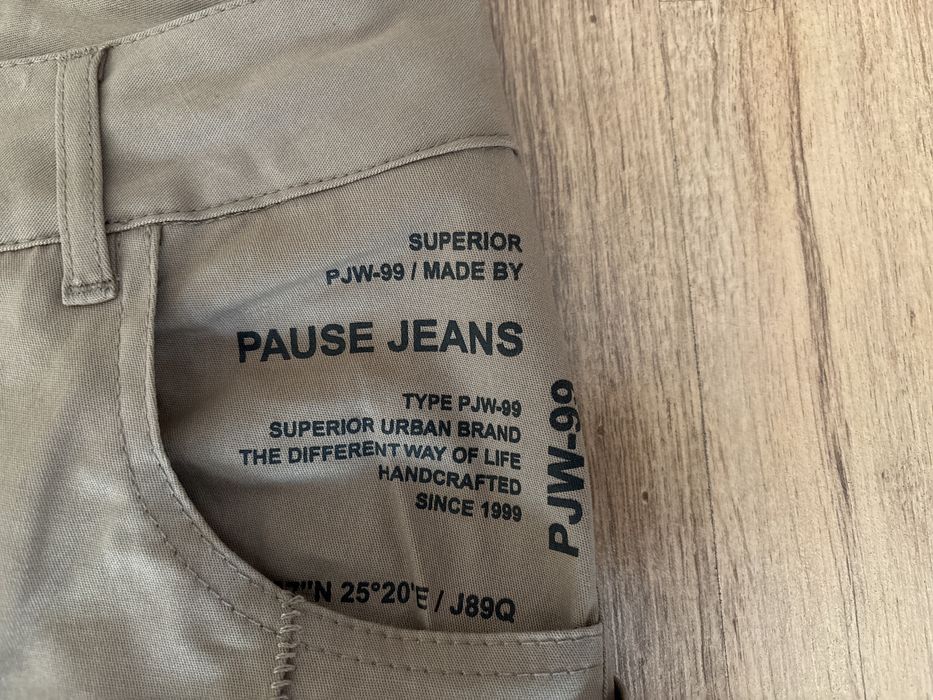 SUPERIOR
PJW-99 / MADE BY
PAUSE JEANS
TYPE PJW-99
SUPERIOR URBAN BRAND
THE DIFFERENT WAY OF LIFE
HANDCRAFTED
SINCE 1999
"N 25°20'E / J89Q
PJW-99